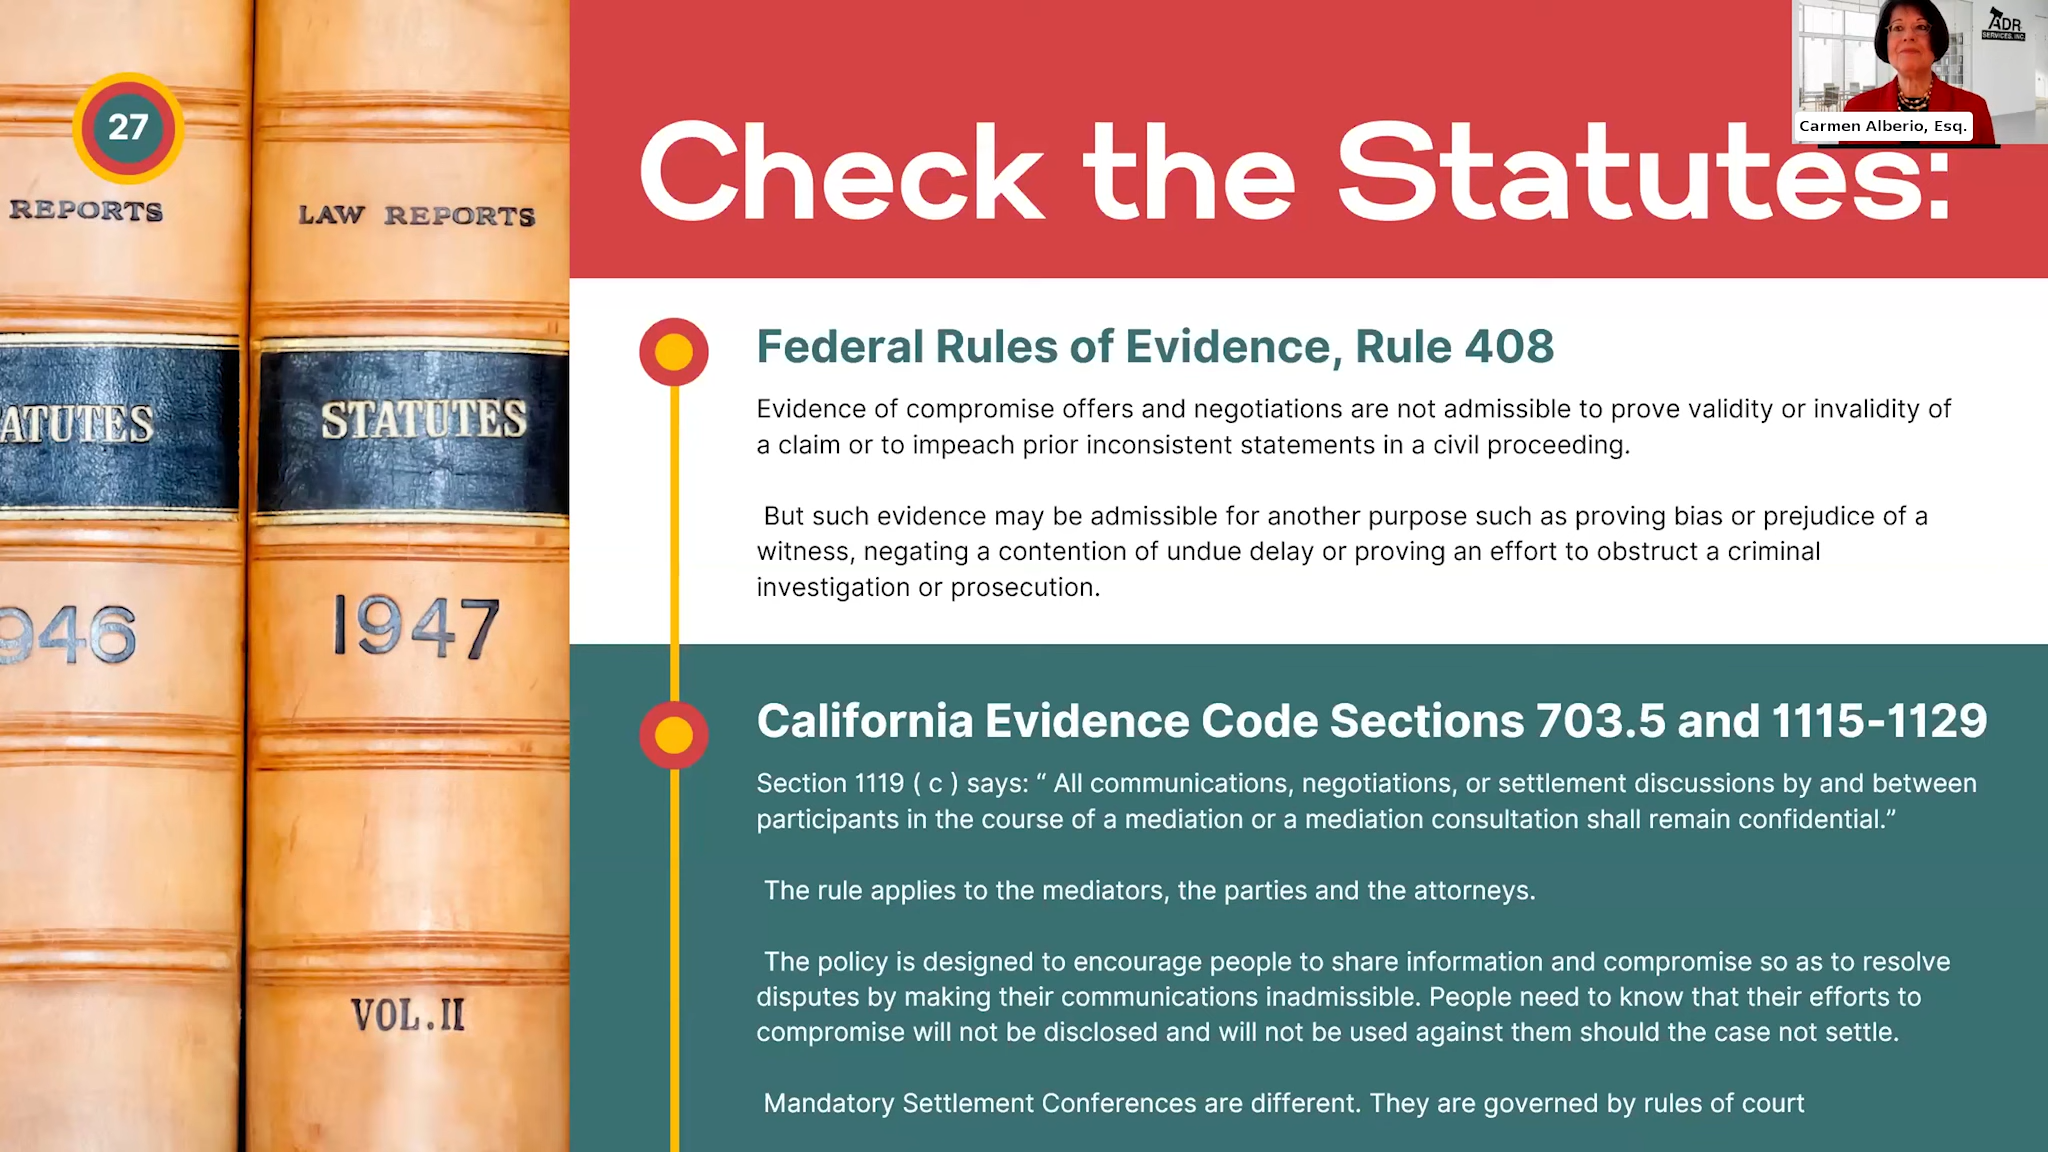 27
REPORTS
LAW REPORTS
ATUTES
STATUTES
946
1947
VOL.II
ADR
SERVICES, INC.
Carmen Alberio, Esq.
Check the Statutes:
Federal Rules of Evidence, Rule 408
Evidence of compromise offers and negotiations are not admissible to prove validity or invalidity of
a claim or to impeach prior inconsistent statements in a civil proceeding.
But such evidence may be admissible for another purpose such as proving bias or prejudice of a
witness, negating a contention of undue delay or proving an effort to obstruct a criminal
investigation or prosecution.
California Evidence Code Sections 703.5 and 1115-1129
Section 1119 ( c ) says: “ All communications, negotiations, or settlement discussions by and between
participants in the course of a mediation or a mediation consultation shall remain confidential.”
The rule applies to the mediators, the parties and the attorneys.
The policy is designed to encourage people to share information and compromise so as to resolve
disputes by making their communications inadmissible. People need to know that their efforts to
compromise will not be disclosed and will not be used against them should the case not settle.
Mandatory Settlement Conferences are different. They are governed by rules of court